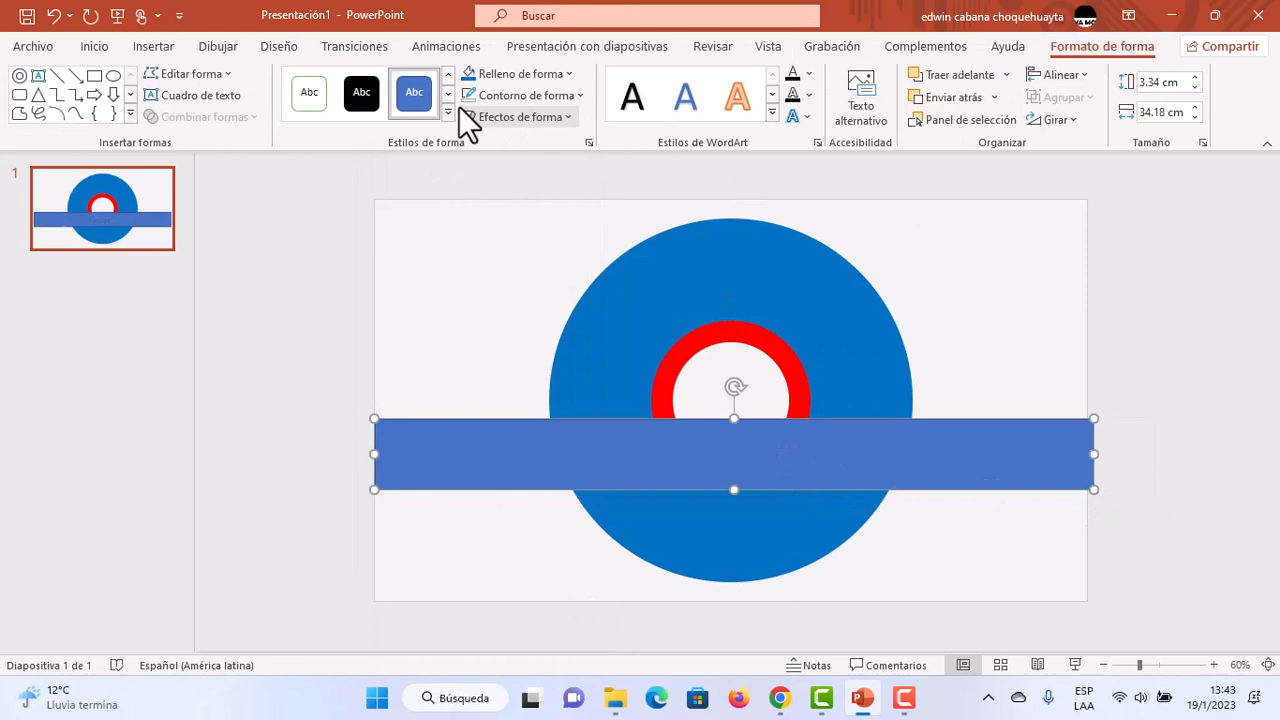 Presentación1 - PowerPoint
Buscar
edwin cabana choquehuayta
Archivo Inicio Insertar Dibujar Diseño Transiciones Animaciones Presentación con diapositivas Revisar Vista Grabación Complementos Ayuda Formato de forma Compartir
Editar forma
Cuadro de texto
Combinar formas
Insertar formas
Abc Abc Abc
Relleno de forma
Contorno de forma
Efectos de forma
Estilos de forma
A A A
A
A
A
Estilos de WordArt
Texto
alternativo
Accesibilidad
Traer adelante
Enviar atrás
Panel de selección
Alinear
Agrupar
Girar
Organizar
3.34 cm
34.18 cm
Tamaño
1
Diapositiva 1 de 1
Español (América latina)
Notas
Comentarios
60%
12°C
Lluvia termina
Búsqueda
ESP
LAA
13:43
19/1/2023